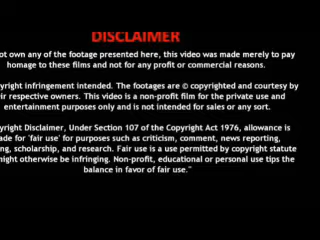 DISCLAIMER
ot own any of the footage presented here, this video was made merely to pay
homage to these films and not for any profit or commercial reasons.
yright infringement intended. The footages are © copyrighted and courtesy by
ir respective owners. This video is a non-profit film for the private use and
entertainment purposes only and is not intended for sales or any sort.
yright Disclaimer, Under Section 107 of the Copyright Act 1976, allowance is
ade for 'fair use' for purposes such as criticism, comment, news reporting,
ng, scholarship, and research. Fair use is a use permitted by copyright statute
might otherwise be infringing. Non-profit, educational or personal use tips the
balance in favor of fair use."